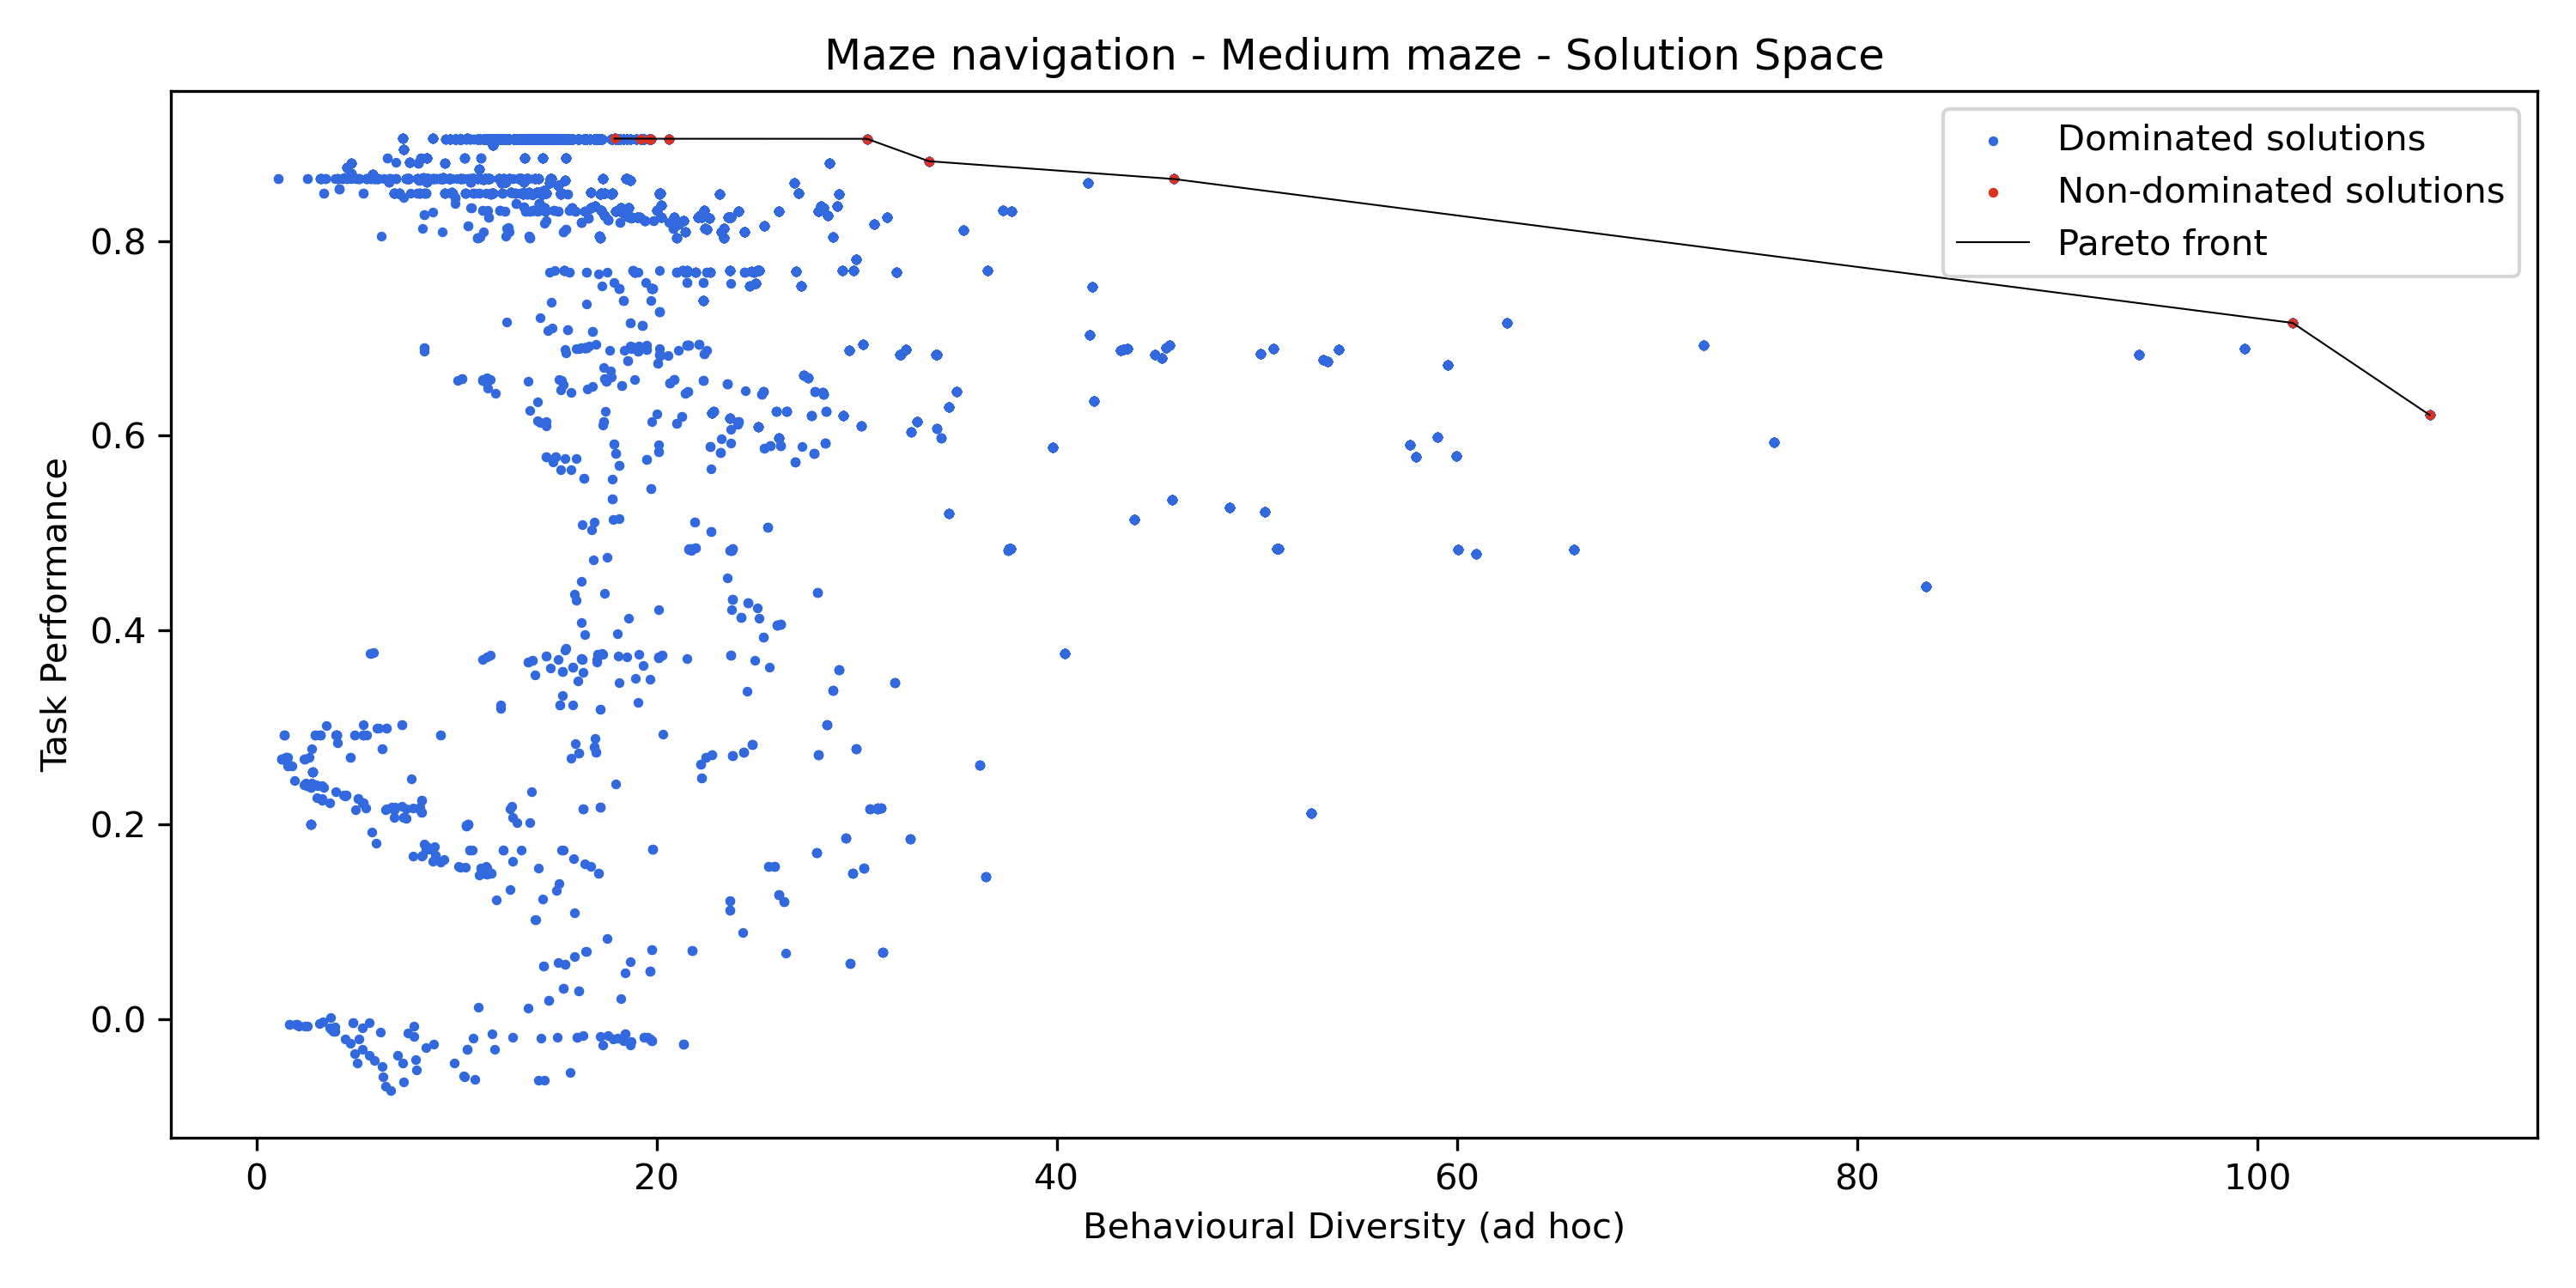 Maze navigation - Medium maze - Solution Space
Dominated solutions
Non-dominated solutions
Pareto front
Task Performance
0.8
0.6
0.4
0.2
0.0
0
20
40
60
80
100
Behavioural Diversity (ad hoc)